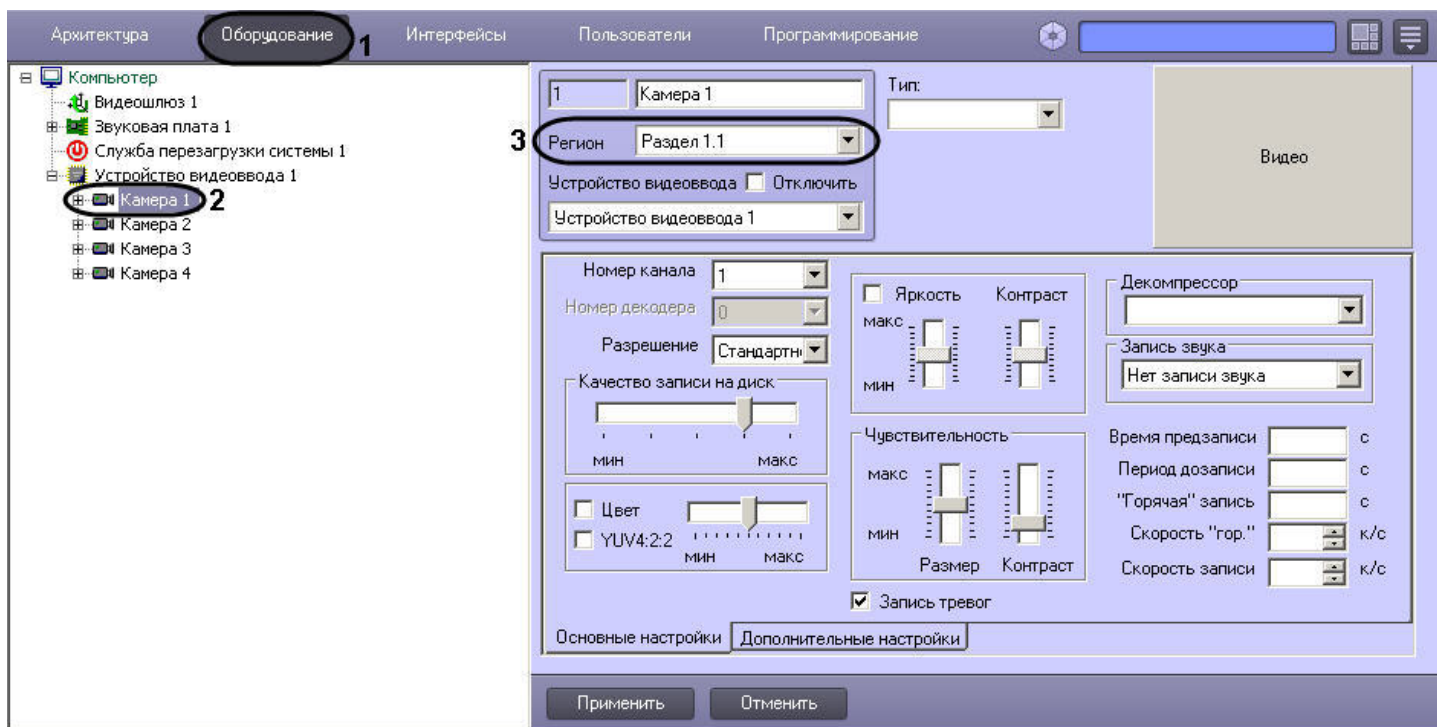 Архитектура Оборудование 1 Интерфейсы Пользователи Программирование
Компьютер
Видеошлюз 1
Звуковая плата 1
Служба перезагрузки системы 1
Устройство видеоввода 1
Камера 1 2
Камера 2
Камера 3
Камера 4
1 Камера 1
Тип:
3 Регион Раздел 1.1
Устройство видеоввода Отключить
Устройство видеоввода 1
Видео
Номер канала 1
Номер декодера 0
Разрешение Стандартн
Качество записи на диск
мин макс
Цвет
YUV4:2:2
мин макс
Яркость Контраст
макс
мин
Чувствительность
макс
мин
Размер Контраст
Запись тревог
Декомпрессор
Запись звука
Нет записи звука
Время предзаписи с
Период дозаписи с
"Горячая" запись с
Скорость "гор." к/с
Скорость записи к/с
Основные настройки Дополнительные настройки
Применить Отменить